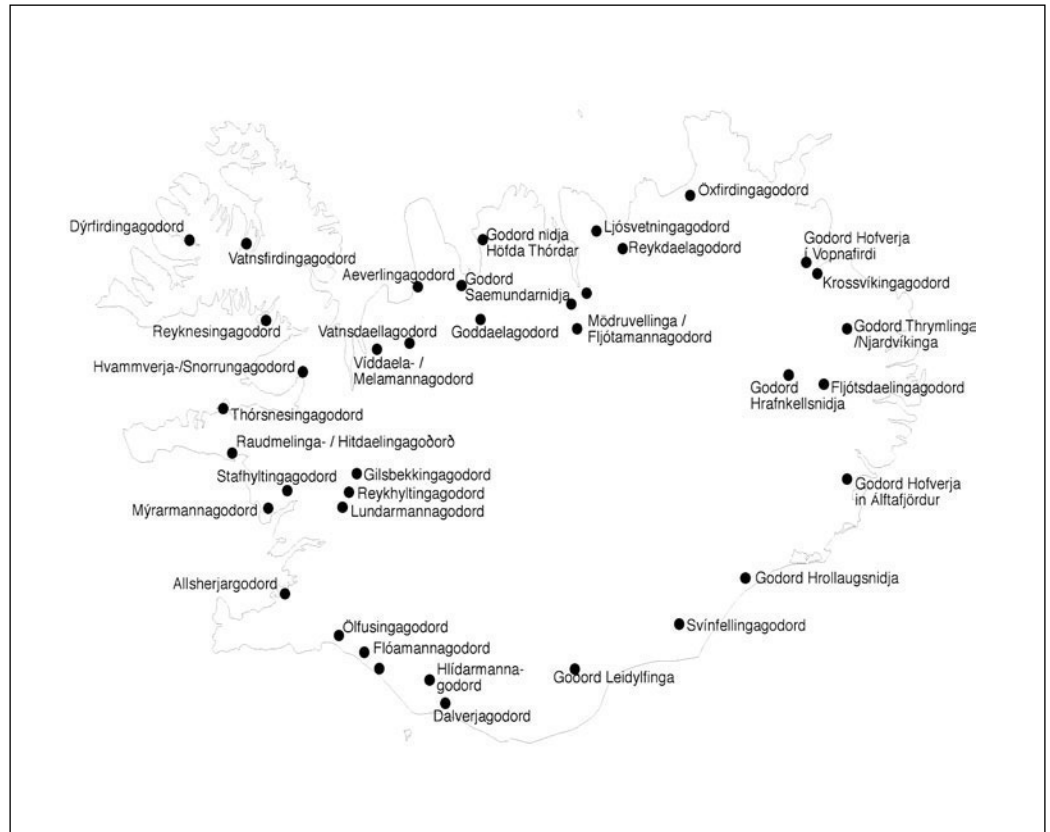 Öxfirdingagodord
Dýrfirdingagodord
Vatnsfirdingagodord
Godord nidja
Höfda Thórdar
Ljósvetningagodord
Reykdaelagodord
Godord Hofverja
í Vopnafirdi
Krossvíkingagodord
Aeverlingagodord
Godord
Saemundarnidja
Reyknesingagodord
Vatnsdaellagodord
Goddaelagodord
Mödruvellinga /
Fljótamannagodord
Godord Thrymlinga
/Njardvíkinga
Víddaela- /
Melamannagodord
Hvammverja-/Snorrungagodord
Godord
Hrafnkellsnidja
Fljótsdaelingagodord
Thórsnesingagodord
Raudmelinga- / Hitdaelingagoðorð
Stafhyltingagodord
Gilsbekkingagodord
Reykhyltingagodord
Mýrarmannagodord
Lundarmannagodord
Godord Hofverja
in Álftafjördur
Allsherjargodord
Godord Hrollaugsnidja
Ölfusingagodord
Svínfellingagodord
Flóamannagodord
Hlídarmanna-
godord
Godord Leidylfinga
Dalverjagodord